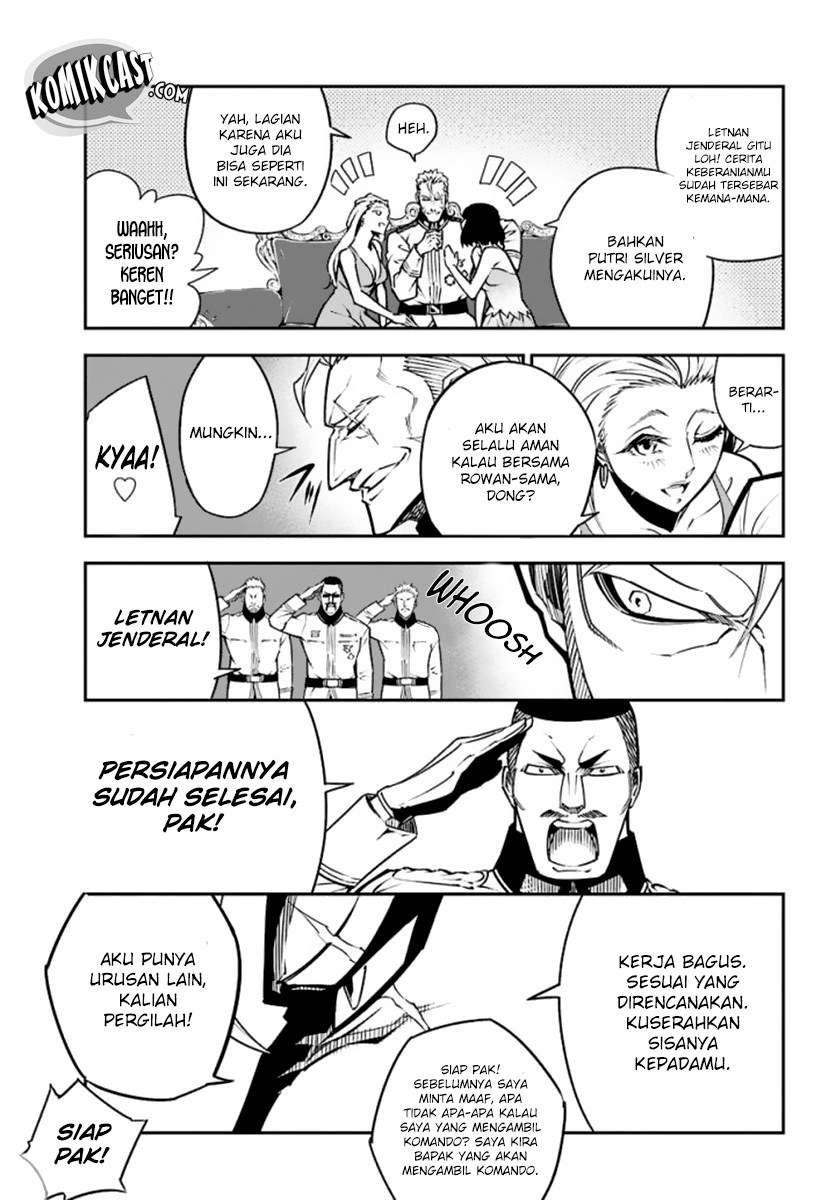 KOMIKCAST
.COM
LETNAN
JENDERAL GITU
LOH! CERITA
KEBERANIANMU
SUDAH TERSEBAR
KEMANA-MANA.
BAHKAN
PUTRI SILVER
MENGAKUINYA.
HEH.
YAH, LAGIAN
KARENA AKU
JUGA DIA
BISA SEPERTI
INI SEKARANG.
WAAHH,
SERIUSAN?
KEREN
BANGET!!
BERAR-
TI...
AKU AKAN
SELALU AMAN
KALAU BERSAMA
ROWAN-SAMA,
DONG?
MUNGKIN...
KYAA!
♡
WHOOSH
LETNAN
JENDERAL!
PERSIAPANNYA
SUDAH SELESAI,
PAK!
KERJA BAGUS.
SESUAI YANG
DIRENCANAKAN.
KUSERAHKAN
SISANYA
KEPADAMU.
SIAP PAK!
SEBELUMNYA SAYA
MINTA MAAF, APA
TIDAK APA-APA KALAU
SAYA YANG MENGAMBIL
KOMANDO? SAYA KIRA
BAPAK YANG AKAN
MENGAMBIL KOMANDO.
AKU PUNYA
URUSAN LAIN,
KALIAN
PERGILAH!
SIAP
PAK!